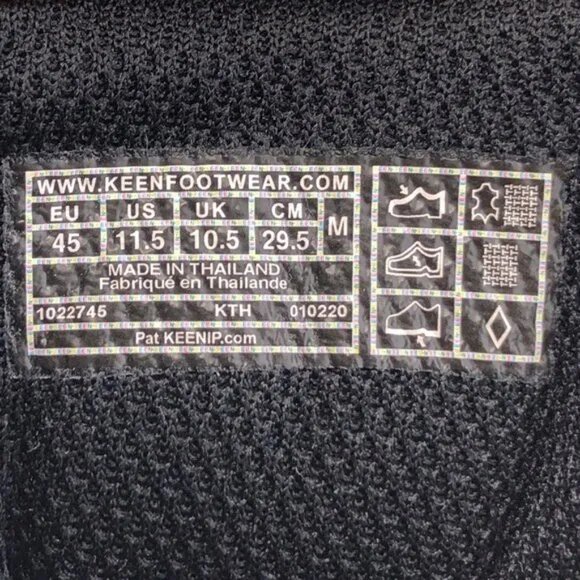 WWW.KEENFOOTWEAR.COM
EU US UK CM M
45 11.5 10.5 29.5
MADE IN THAILAND
Fabriqué en Thaïlande
1022745 KTH 010220
Pat KEENIP.com